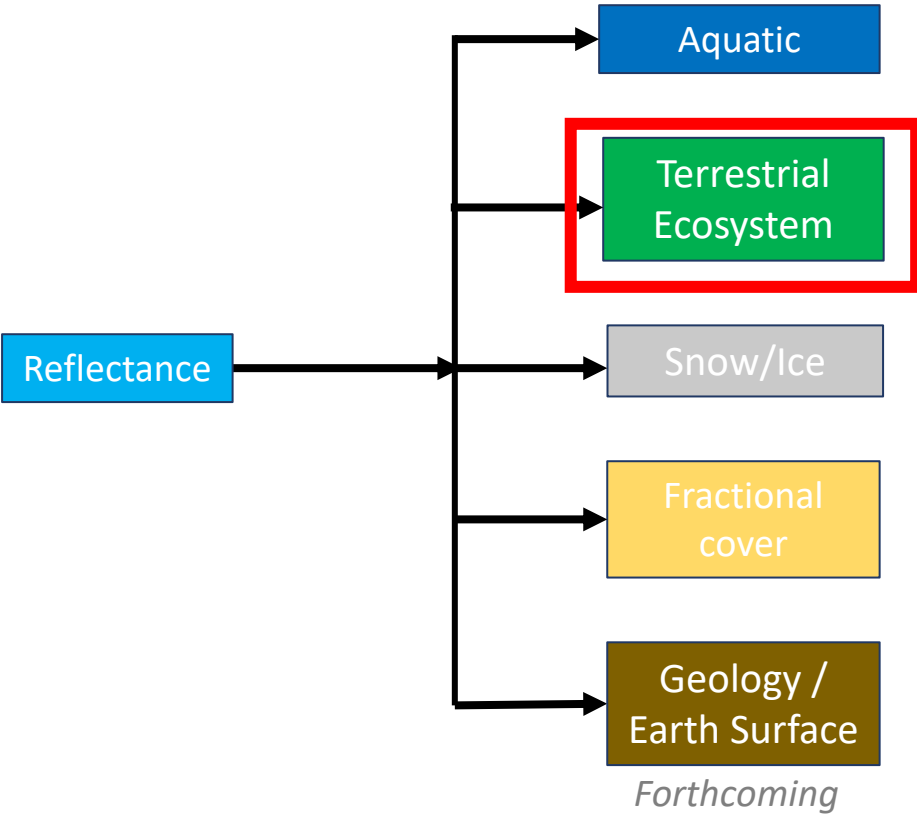 Aquatic
Terrestrial
Ecosystem
Reflectance
Snow/Ice
Fractional
cover
Geology /
Earth Surface
Forthcoming